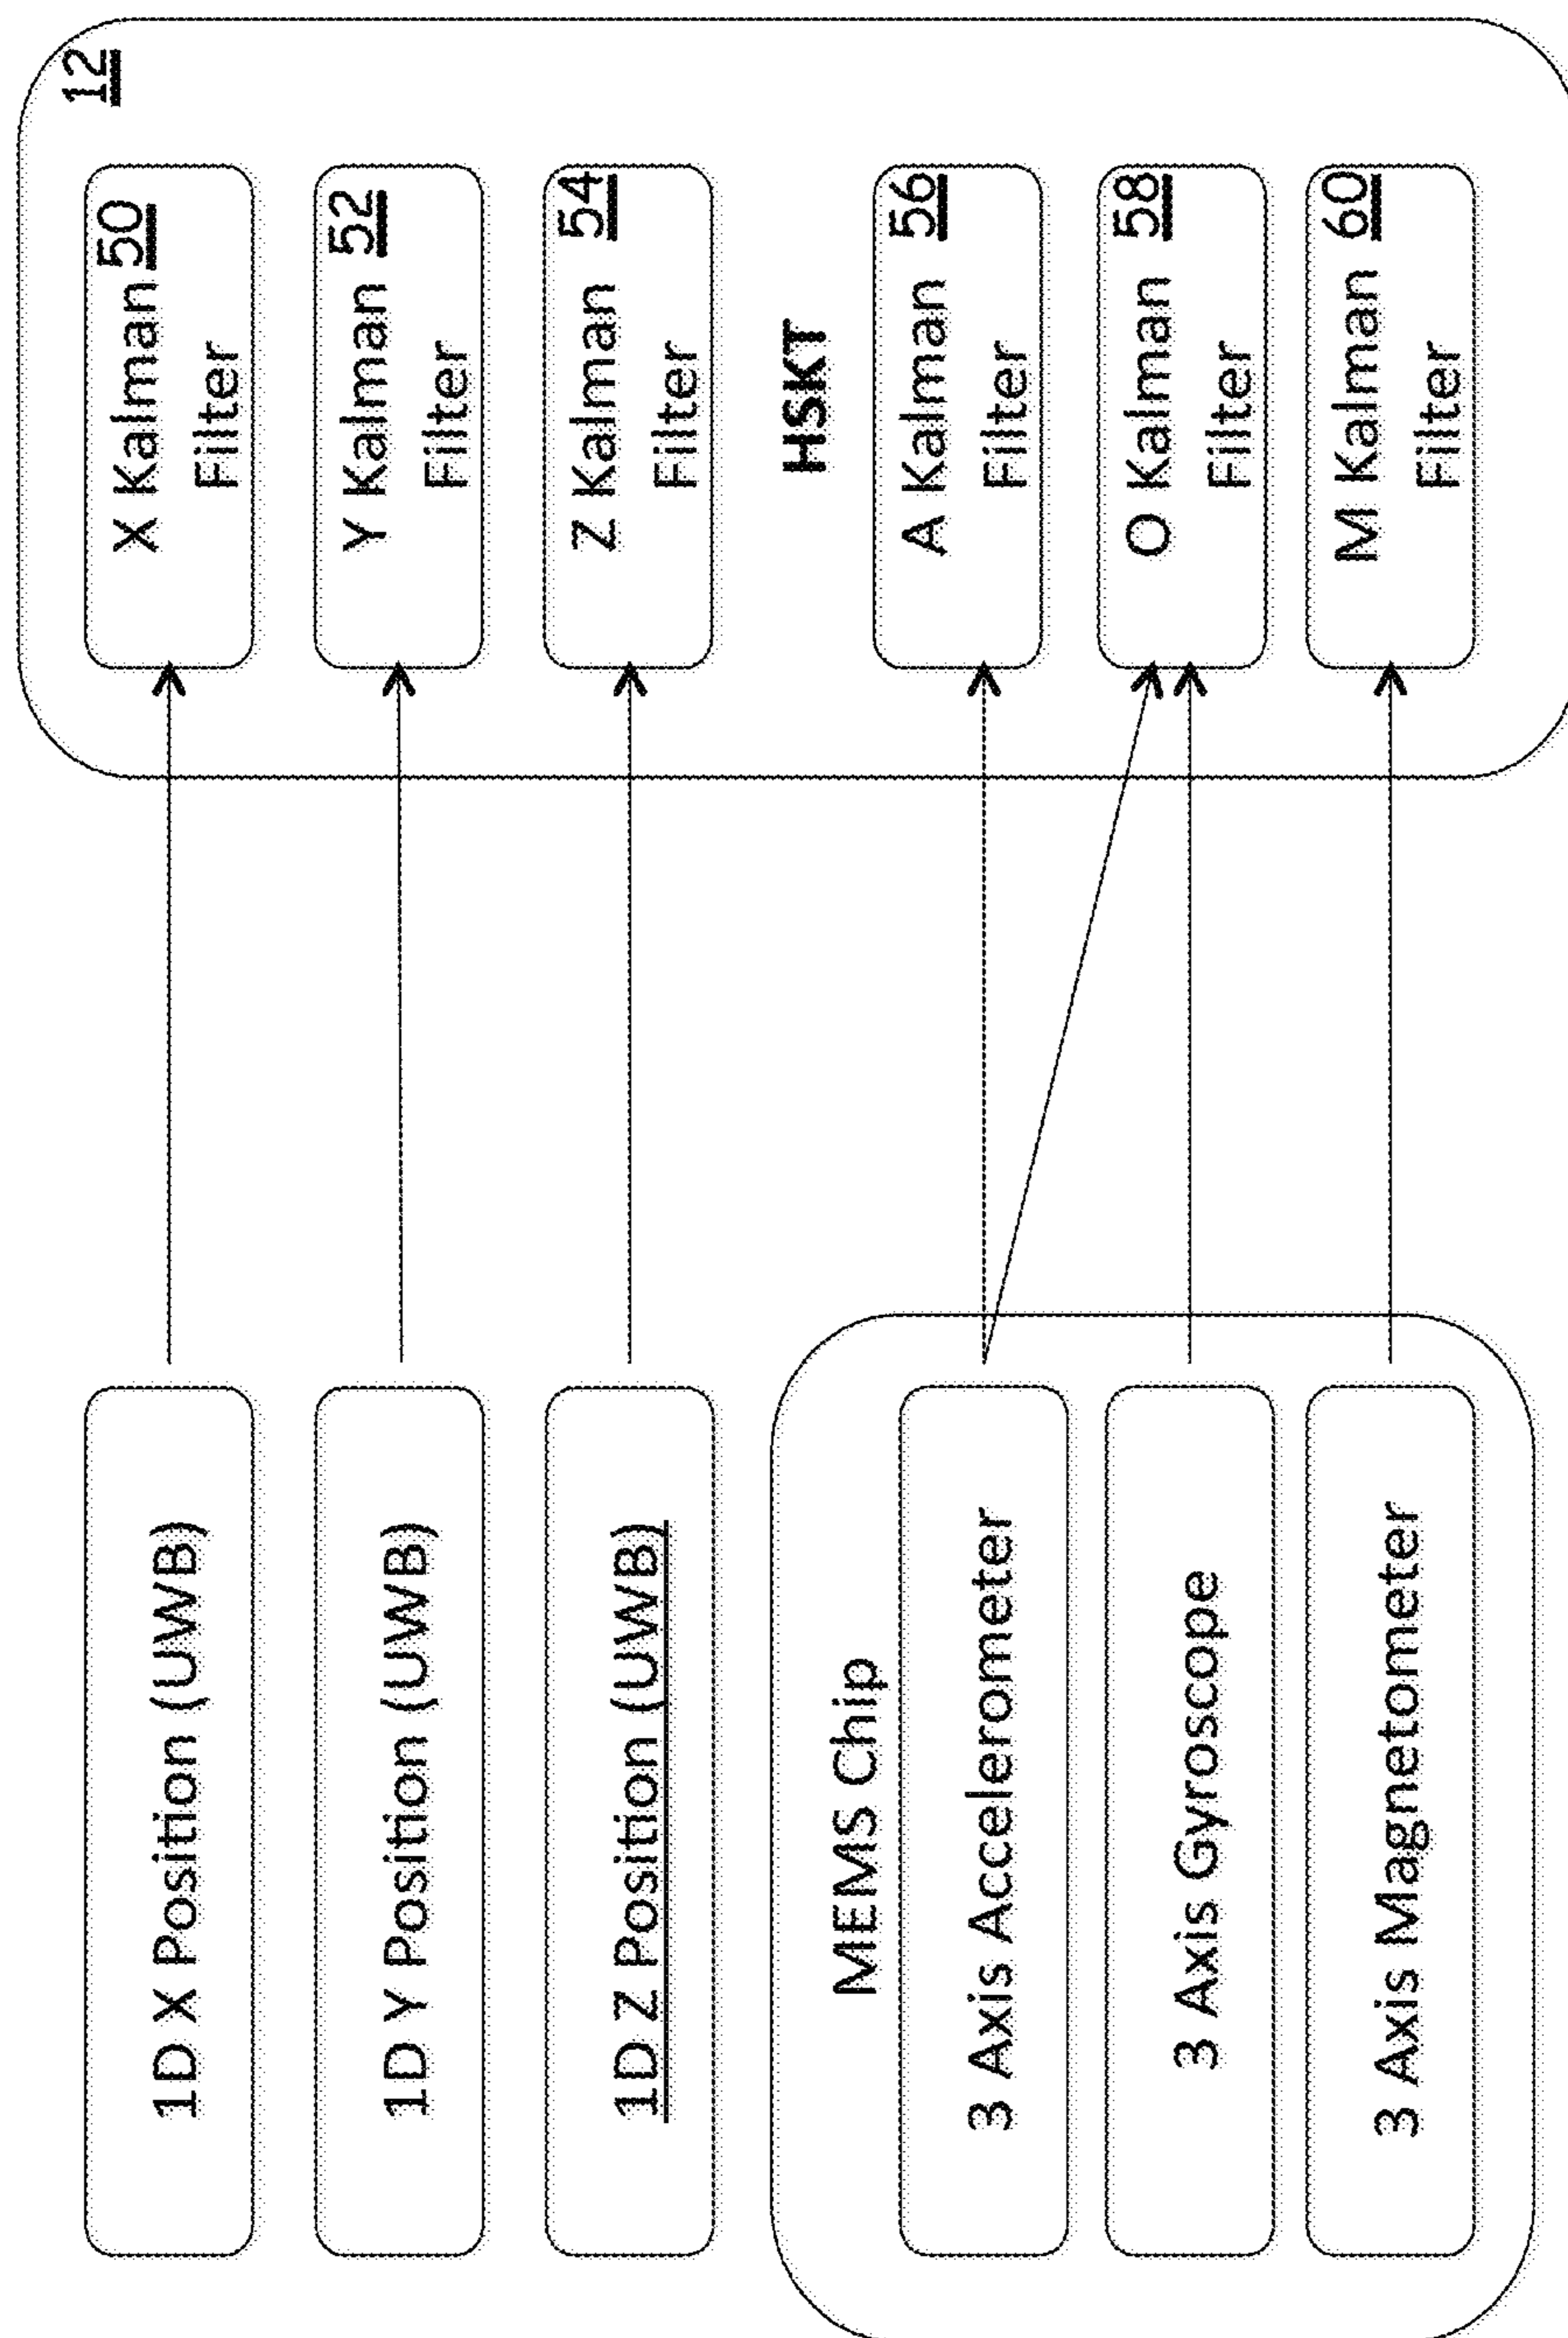 1D X Position (UWB)
1D Y Position (UWB)
1D Z Position (UWB)
MEMS Chip
3 Axis Accelerometer
3 Axis Gyroscope
3 Axis Magnetometer
12
X Kalman 50
Filter
Y Kalman 52
Filter
Z Kalman 54
Filter
HSKT
A Kalman 56
Filter
O Kalman 58
Filter
M Kalman 60
Filter